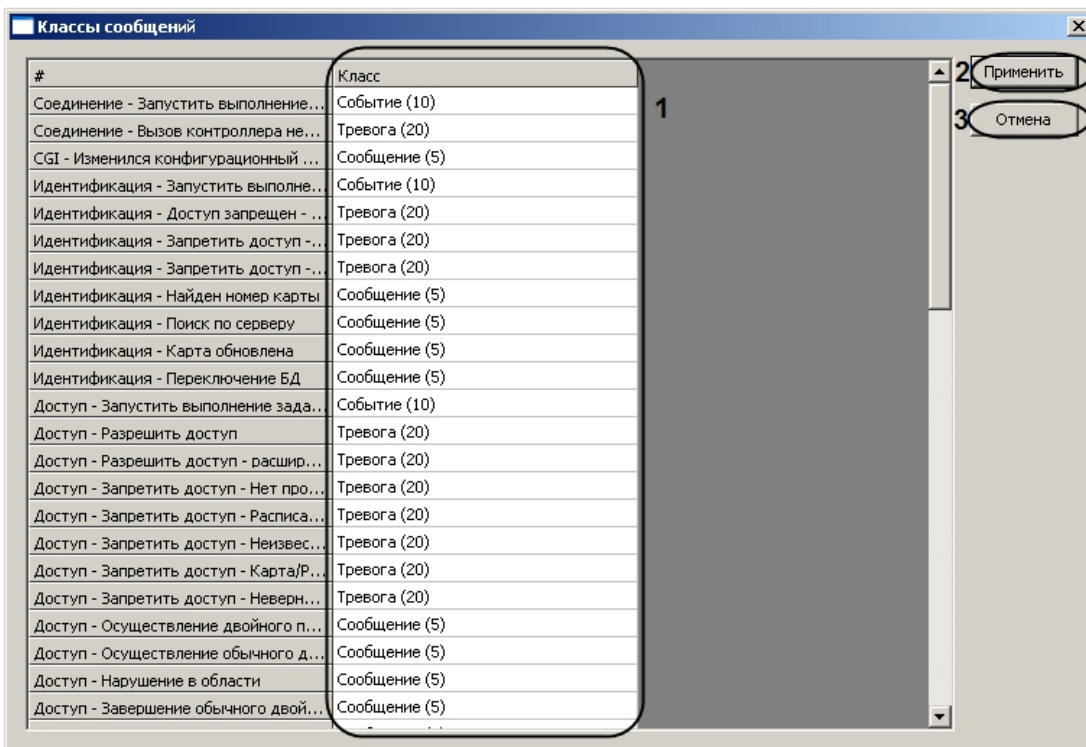 Классы сообщений
# Класс 2 Применить
Соединение - Запустить выполнение... Событие (10) 1
Соединение - Вызов контроллера не... Тревога (20) 3 Отмена
CGI - Изменился конфигурационный ... Сообщение (5)
Идентификация - Запустить выполне... Событие (10)
Идентификация - Доступ запрещен - ... Тревога (20)
Идентификация - Запретить доступ -... Тревога (20)
Идентификация - Запретить доступ -... Тревога (20)
Идентификация - Найден номер карты Сообщение (5)
Идентификация - Поиск по серверу Сообщение (5)
Идентификация - Карта обновлена Сообщение (5)
Идентификация - Переключение БД Сообщение (5)
Доступ - Запустить выполнение зада... Событие (10)
Доступ - Разрешить доступ Тревога (20)
Доступ - Разрешить доступ - расшир... Тревога (20)
Доступ - Запретить доступ - Нет про... Тревога (20)
Доступ - Запретить доступ - Расписа... Тревога (20)
Доступ - Запретить доступ - Неизвес... Тревога (20)
Доступ - Запретить доступ - Карта/Р... Тревога (20)
Доступ - Запретить доступ - Неверн... Тревога (20)
Доступ - Осуществление двойного п... Сообщение (5)
Доступ - Осуществление обычного д... Сообщение (5)
Доступ - Нарушение в области Сообщение (5)
Доступ - Завершение обычного двой... Сообщение (5)